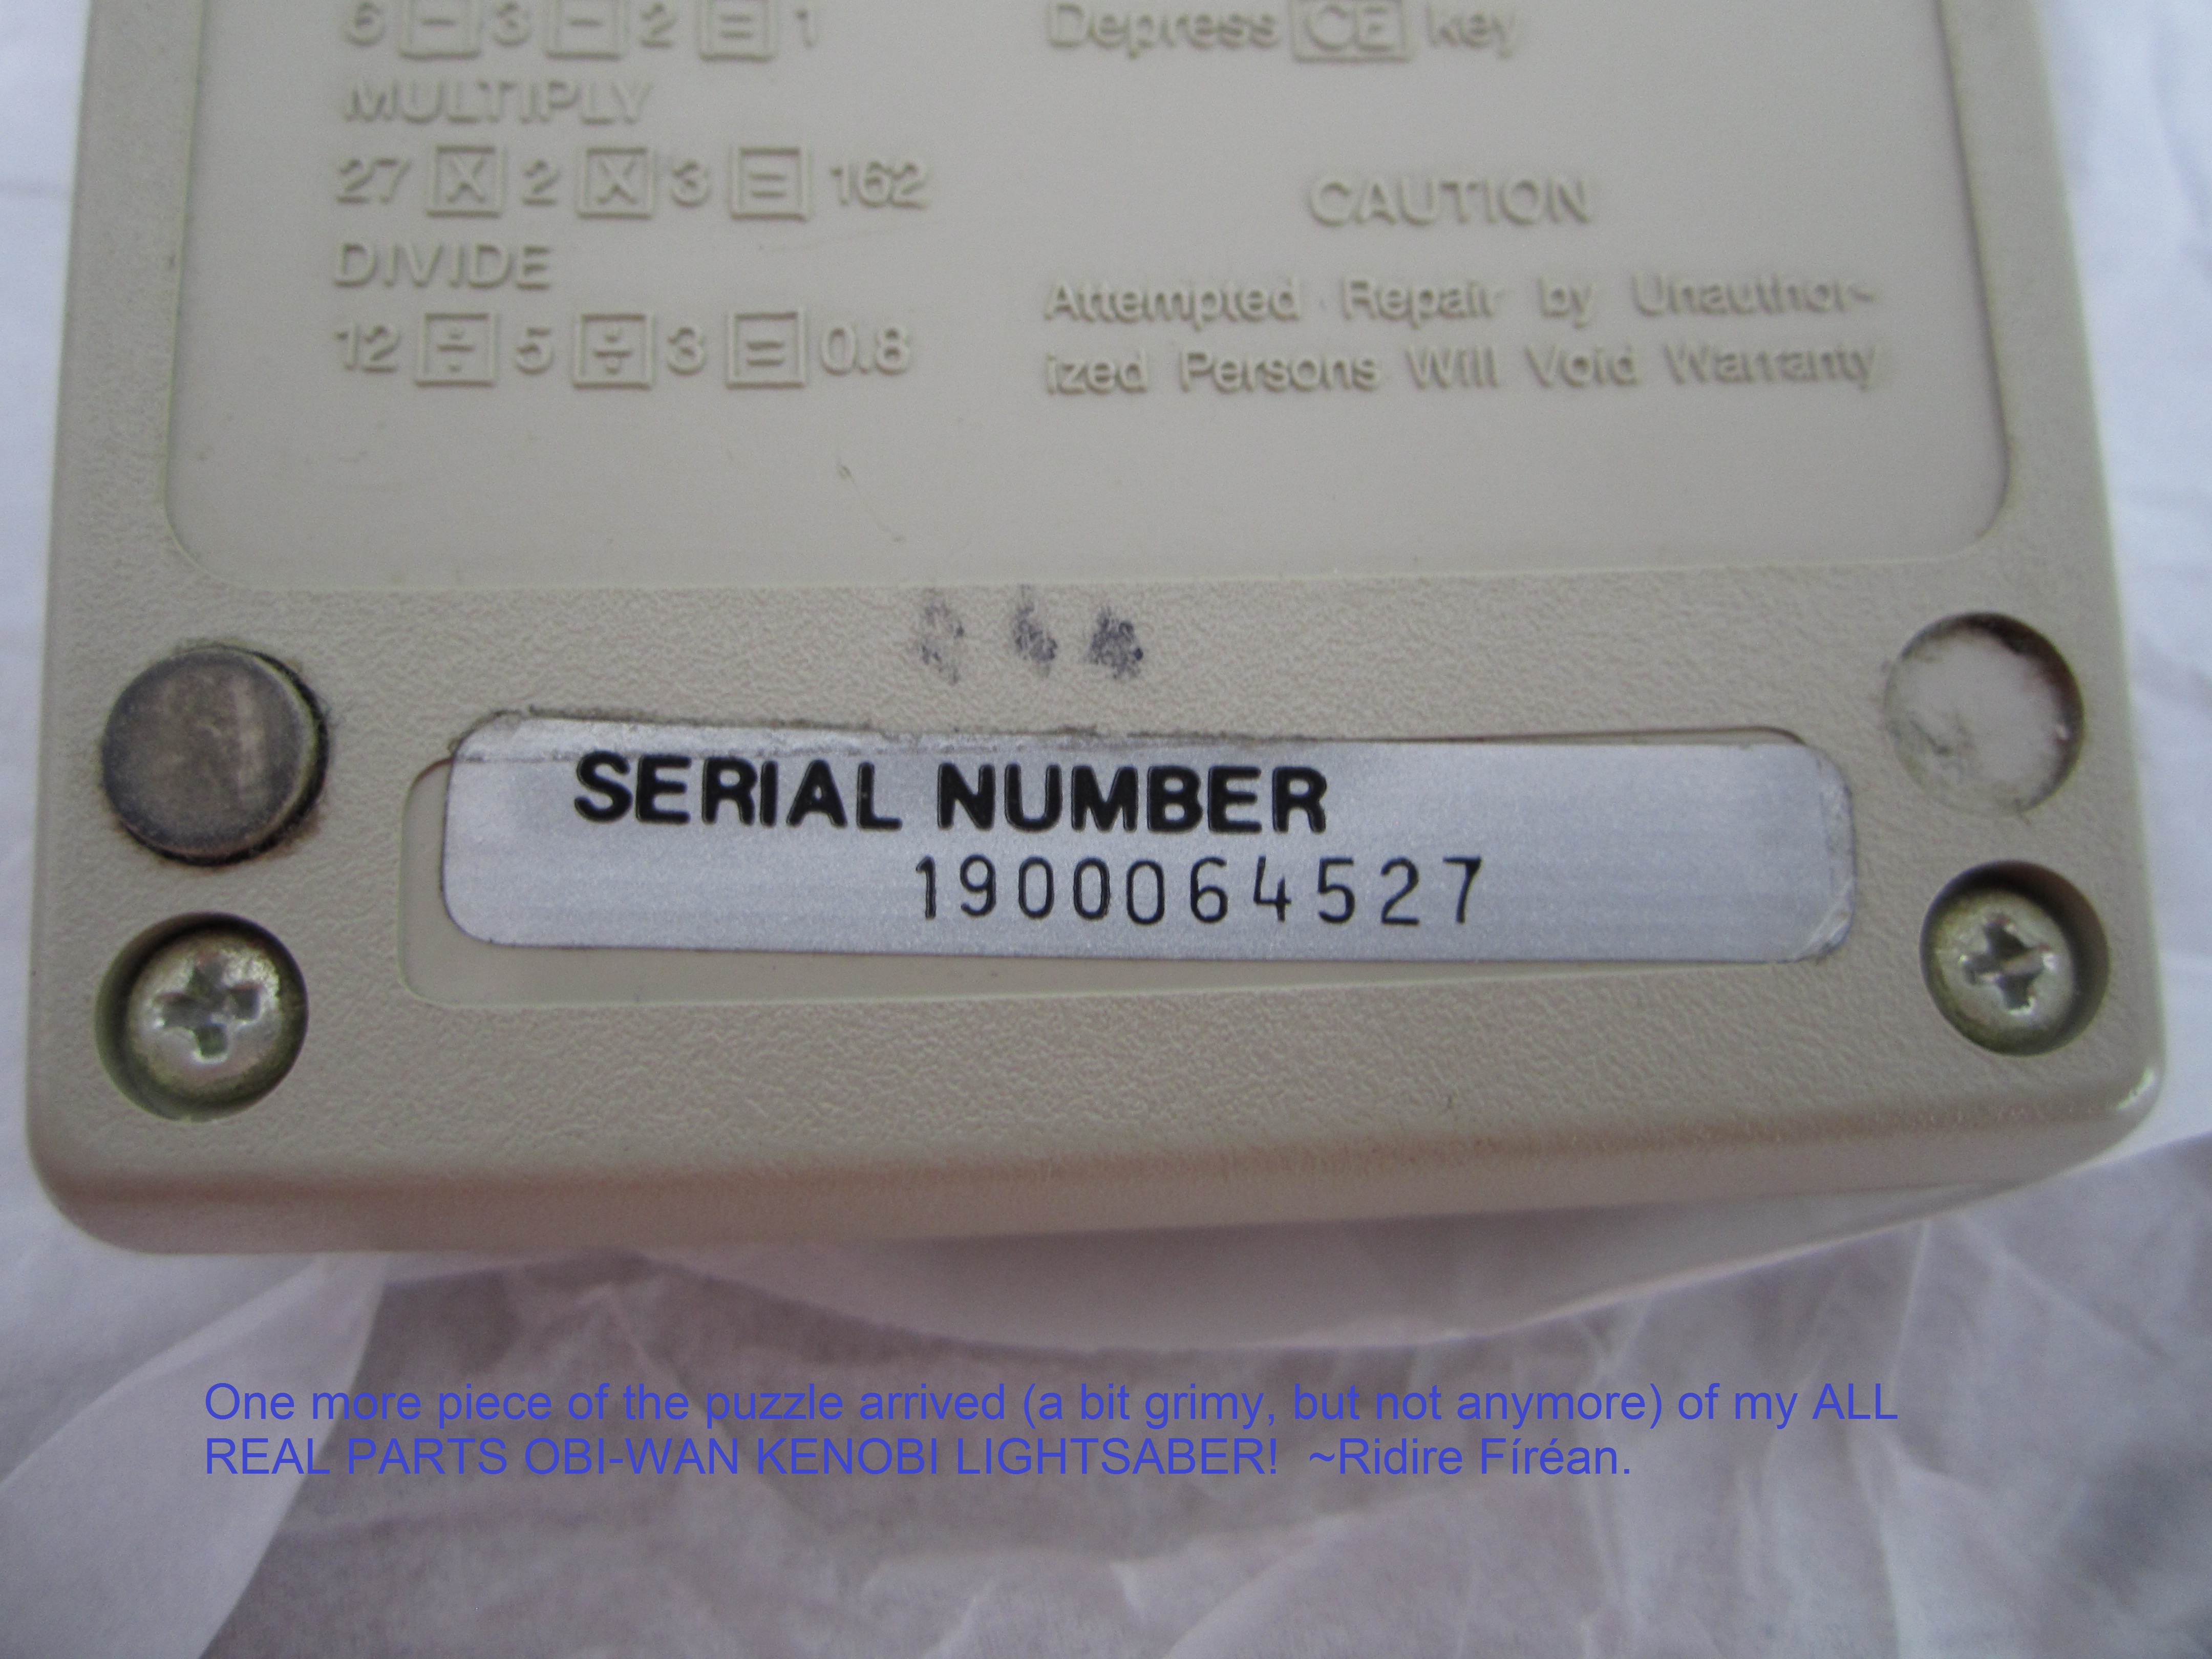 6 − 3 − 2 = 1
Depress CE key
MULTIPLY
27 X 2 X 3 = 162
DIVIDE
12 ÷ 5 ÷ 3 = 0.8
CAUTION
Attempted Repair by Unauthor-
ized Persons Will Void Warranty
SERIAL NUMBER
1900064527
One more piece of the puzzle arrived (a bit grimy, but not anymore) of my ALL
REAL PARTS OBI-WAN KENOBI LIGHTSABER!  ~Ridire Fíréan.